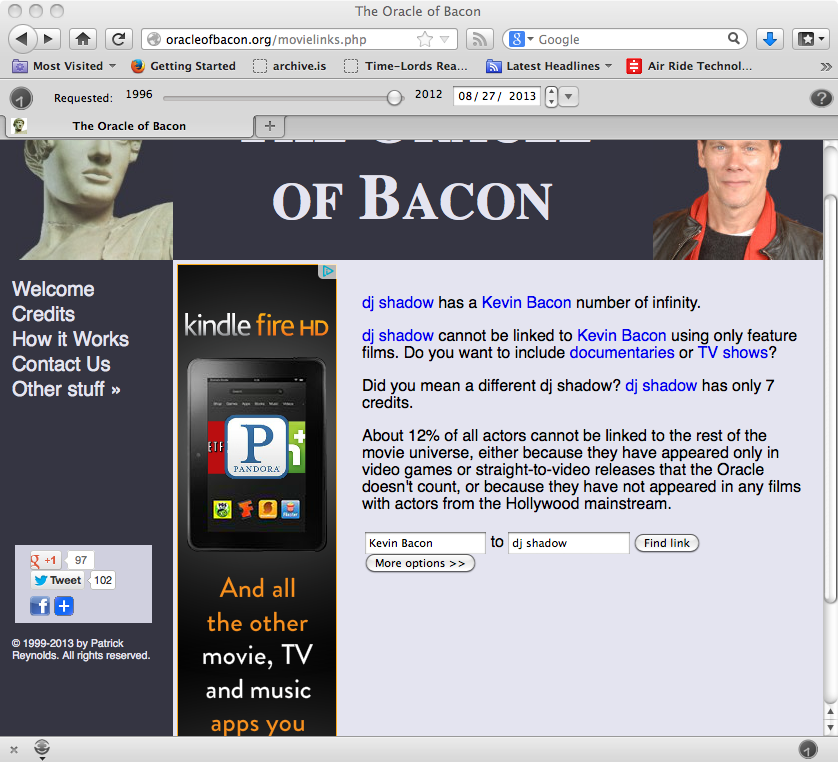 The Oracle of Bacon
oracleofbacon.org/movielinks.php
Google
Most Visited
Getting Started
archive.is
Time-Lords Rea...
Latest Headlines
Air Ride Technol...
Requested: 1996 2012 08/27/2013
The Oracle of Bacon
THE ORACLE
OF BACON
Welcome
Credits
How it Works
Contact Us
Other stuff »
+1 97
Tweet 102
© 1999-2013 by Patrick
Reynolds. All rights reserved.
kindle fire HD
PANDORA
And all
the other
movie, TV
and music
apps you
dj shadow has a Kevin Bacon number of infinity.
dj shadow cannot be linked to Kevin Bacon using only feature
films. Do you want to include documentaries or TV shows?
Did you mean a different dj shadow? dj shadow has only 7
credits.
About 12% of all actors cannot be linked to the rest of the
movie universe, either because they have appeared only in
video games or straight-to-video releases that the Oracle
doesn't count, or because they have not appeared in any films
with actors from the Hollywood mainstream.
Kevin Bacon to dj shadow Find link
More options >>